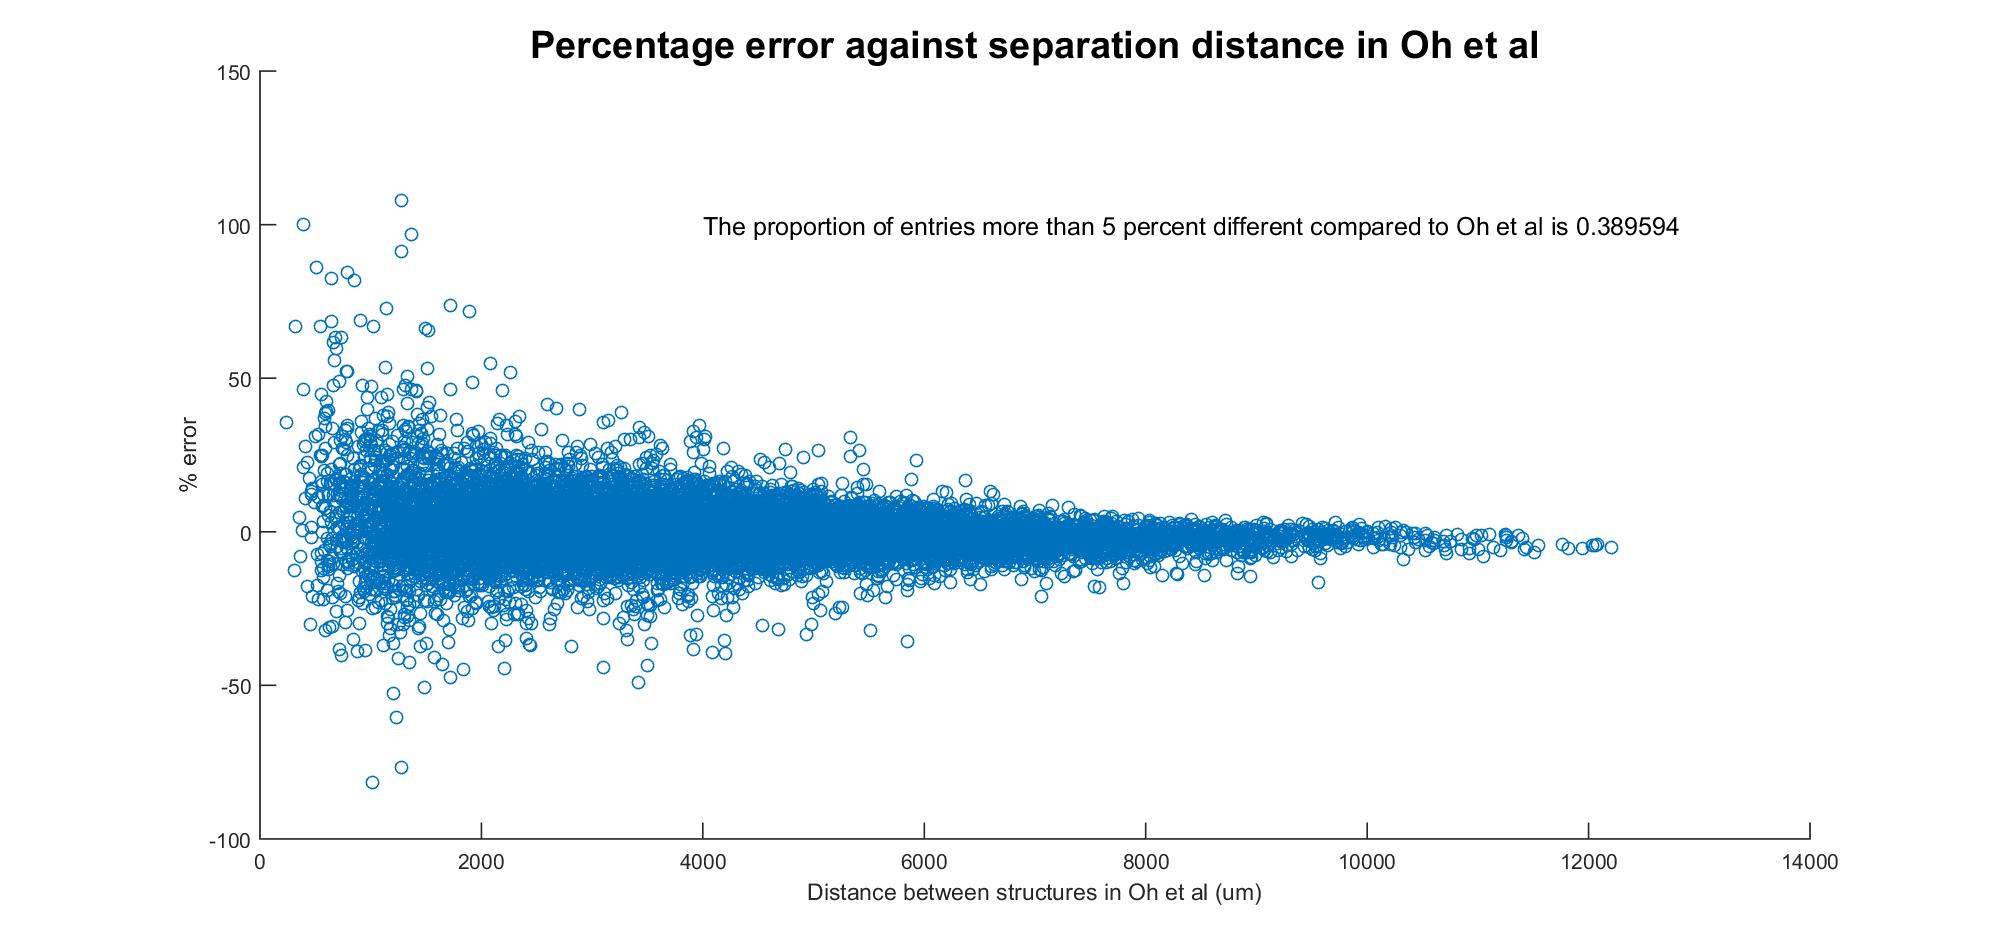 Percentage error against separation distance in Oh et al
150
100
50
0
-50
-100
% error
The proportion of entries more than 5 percent different compared to Oh et al is 0.389594
0 2000 4000 6000 8000 10000 12000 14000
Distance between structures in Oh et al (um)